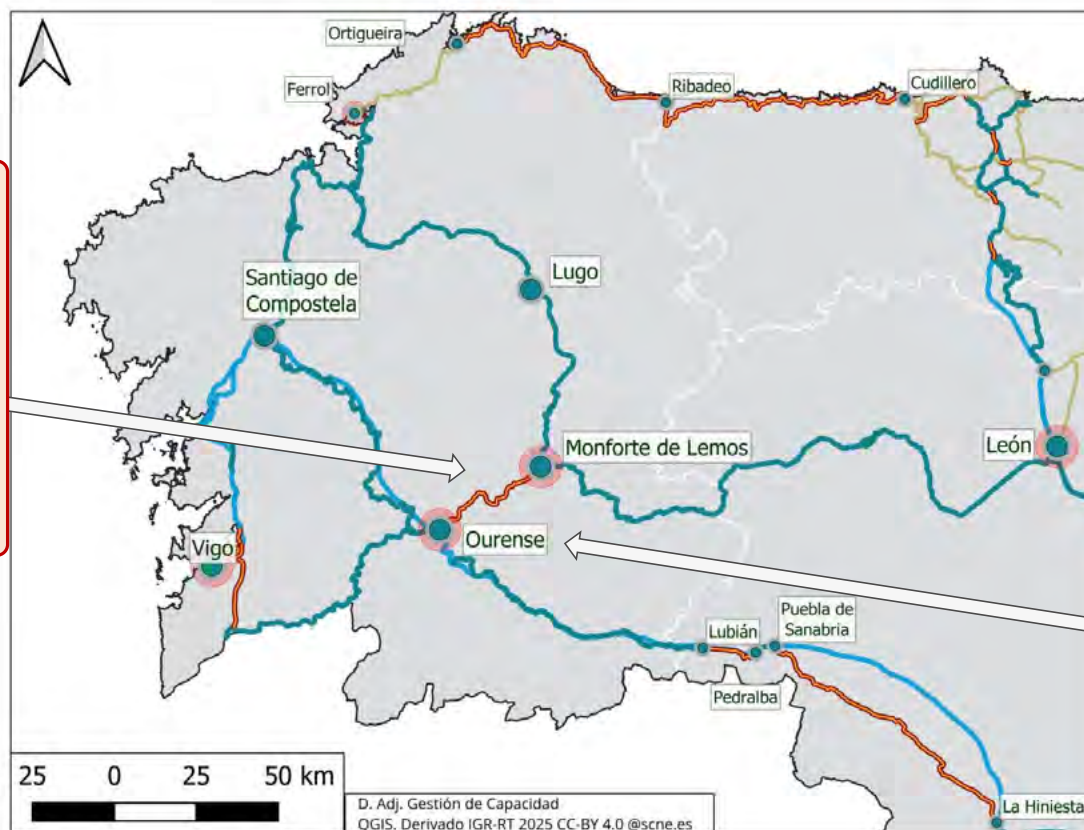 Ortigueira
Ferrol
Ribadeo
Cudillero
Santiago de
Compostela
Lugo
Monforte de Lemos
León
Vigo
Ourense
Lubián
Puebla de
Sanabria
Pedralba
La Hiniesta
25 0 25 50 km
D. Adj. Gestión de Capacidad
QGIS. Derivado IGR-RT 2025 CC-BY 4.0 @scne.es